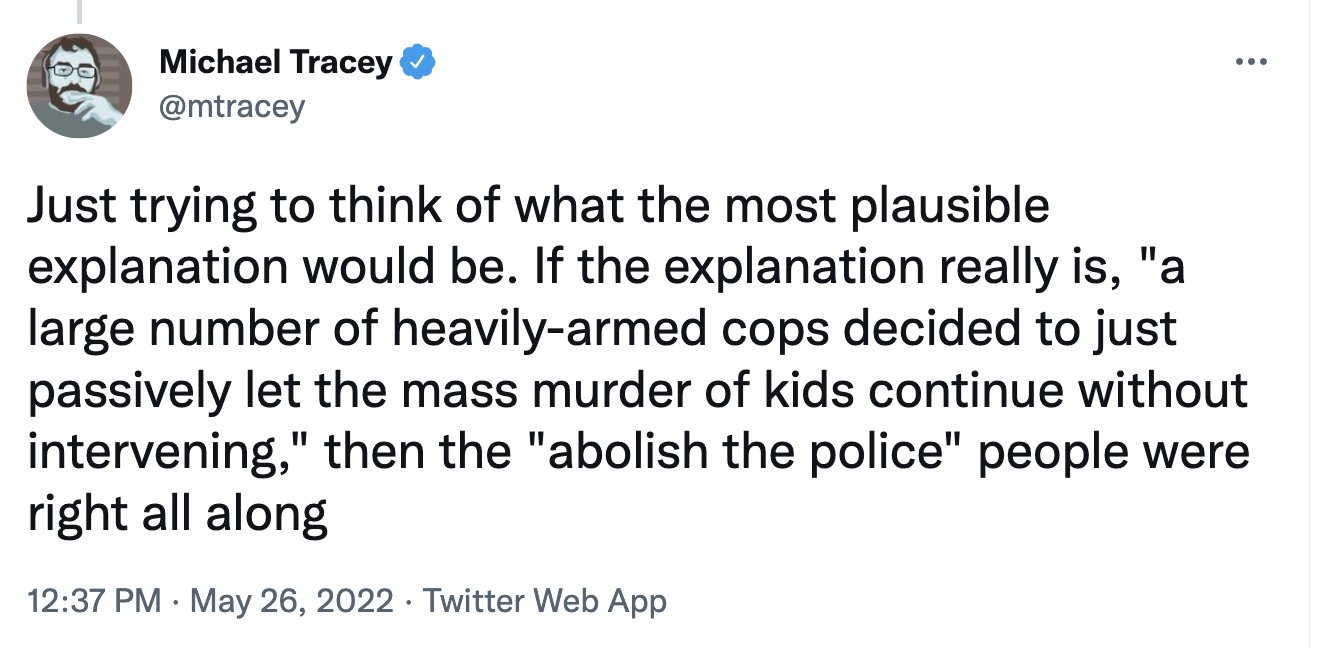 Michael Tracey
@mtracey
Just trying to think of what the most plausible
explanation would be. If the explanation really is, "a
large number of heavily-armed cops decided to just
passively let the mass murder of kids continue without
intervening," then the "abolish the police" people were
right all along
12:37 PM · May 26, 2022 · Twitter Web App